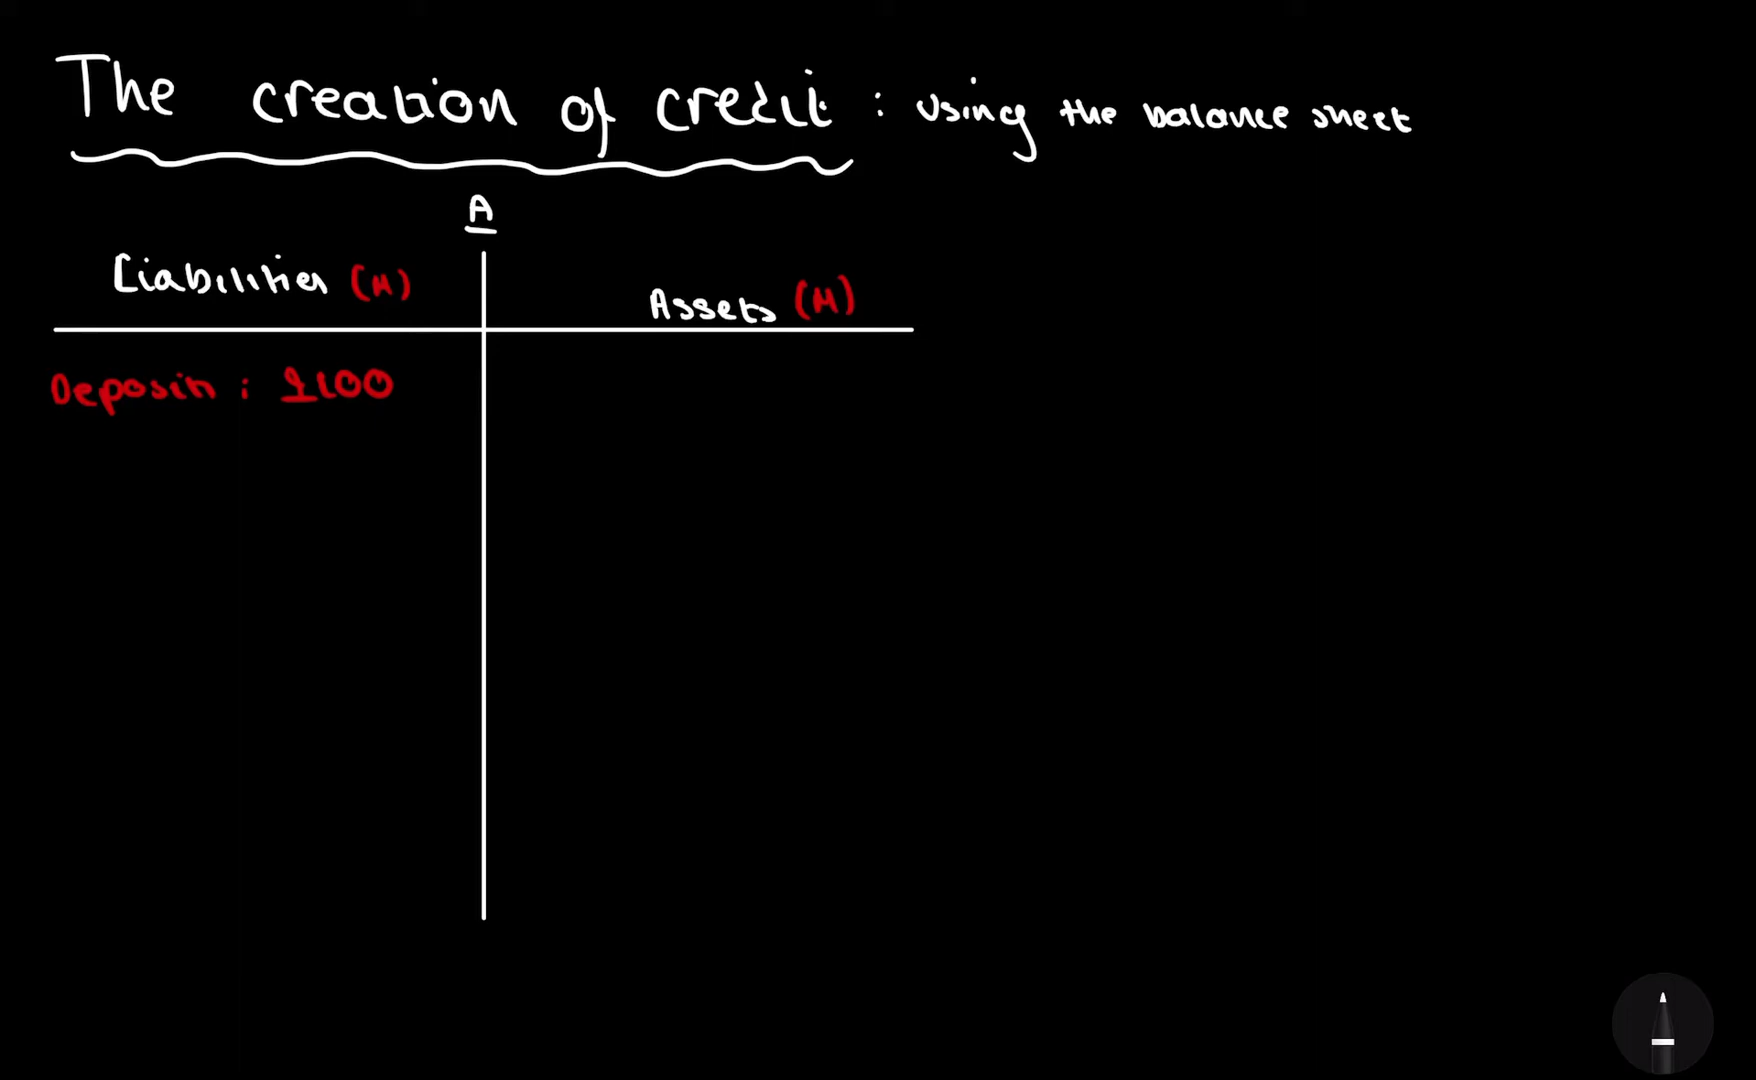 The creation of credit : using the balance sheet
A
Liabilities (M)
Assets (M)
Deposits : £100